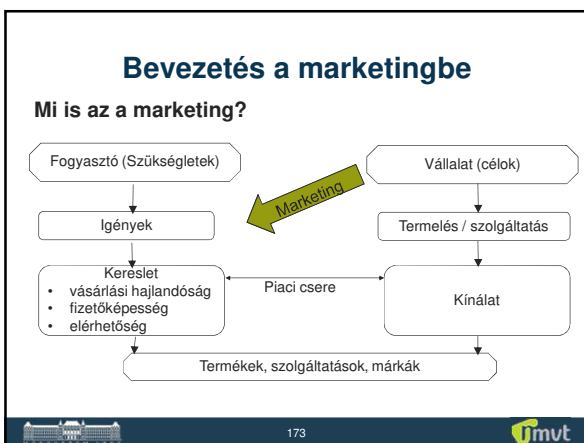 Bevezetés a marketingbe
Mi is az a marketing?
Fogyasztó (Szükségletek)
Vállalat (célok)
Marketing
Igények
Termelés / szolgáltatás
Kereslet
• vásárlási hajlandóság
• fizetőképesség
• elérhetőség
Piaci csere
Kínálat
Termékek, szolgáltatások, márkák
173
mvt